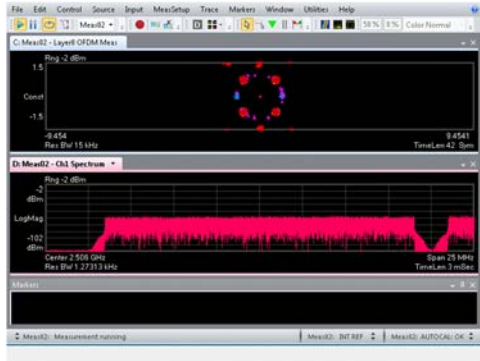 File Edit Control Source Input MeasSetup Trace Markers Window Utilities Help
Meas02 58% 8% Color Normal
C: Meas02 - Layer0 OFDM Meas
Rng -2 dBm
1.5
Const
-1.5
-9.454 9.4541
Res BW 15 kHz TimeLen 42 Sym
D: Meas02 - Ch1 Spectrum
Rng -2 dBm
-2
dBm
LogMag
-102
dBm
Center 2.506 GHz Span 25 MHz
Res BW 1.27313 kHz TimeLen 3 mSec
Markers
Meas02: Measurement running Meas02: INT REF Meas02: AUTOCAL: OK